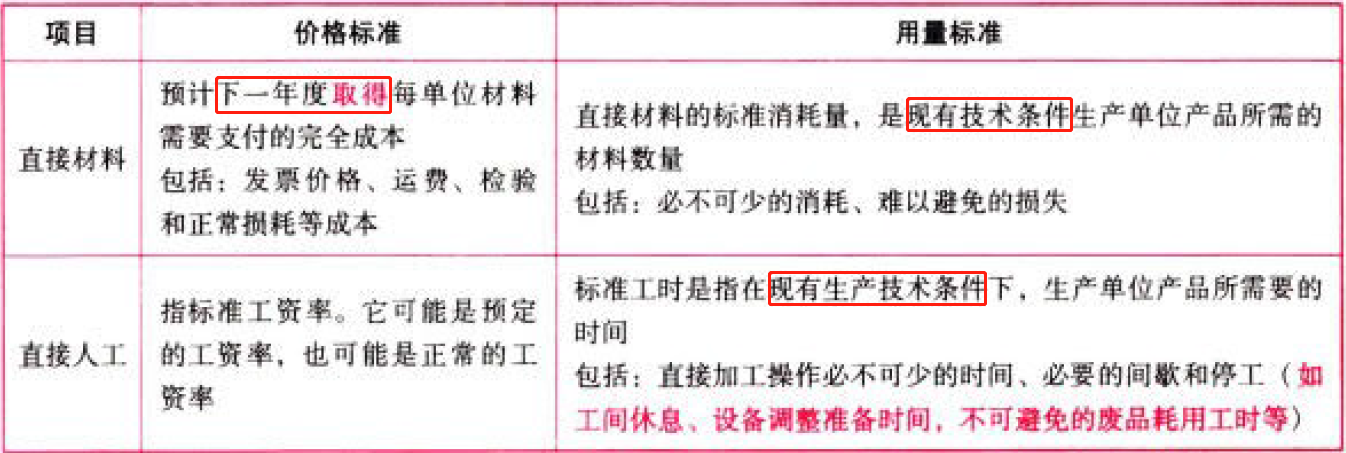 项目
价格标准
用量标准
直接材料
预计下一年度取得每单位材料
需要支付的完全成本
包括：发票价格、运费、检验
和正常损耗等成本
直接材料的标准消耗量，是现有技术条件生产单位产品所需的
材料数量
包括：必不可少的消耗、难以避免的损失
直接人工
指标准工资率。它可能是预定
的工资率，也可能是正常的工
资率
标准工时是指在现有生产技术条件下，生产单位产品所需要的
时间
包括：直接加工操作必不可少的时间、必要的间歇和停工（如
工间休息、设备调整准备时间，不可避免的废品耗用工时等）